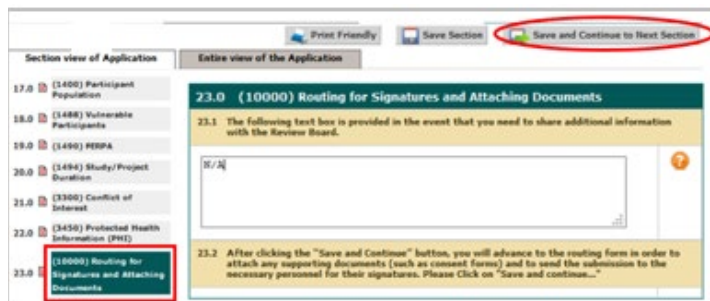 Print Friendly Save Section Save and Continue to Next Section
Section view of Application Entire view of the Application
17.0 (1400) Participant
Population
18.0 (1488) Vulnerable
Participants
19.0 (1490) FERPA
20.0 (1494) Study/Project
Duration
21.0 (3300) Conflict of
Interest
22.0 (3450) Protected Health
Information (PHI)
23.0 (10000) Routing for
Signatures and Attaching
Documents
23.0 (10000) Routing for Signatures and Attaching Documents
23.1 The following text box is provided in the event that you need to share additional information
with the Review Board.
N/A
?
23.2 After clicking the "Save and Continue" button, you will advance to the routing form in order to
attach any supporting documents (such as consent forms) and to send the submission to the
necessary personnel for their signatures. Please Click on "Save and continue..."